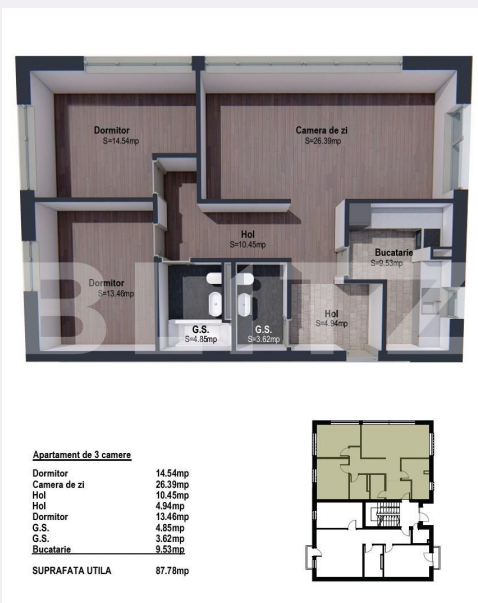 Dormitor
S=14.54mp
Camera de zi
S=26.39mp
Hol
S=10.45mp
Bucatarie
S=9.53mp
Dormitor
S=13.46mp
BLITZ
Hol
S=4.94mp
G.S.
S=4.85mp
G.S.
S=3.62mp
Apartament de 3 camere
Dormitor 14.54mp
Camera de zi 26.39mp
Hol 10.45mp
Hol 4.94mp
Dormitor 13.46mp
G.S. 4.85mp
G.S. 3.62mp
Bucatarie 9.53mp
SUPRAFATA UTILA 87.78mp